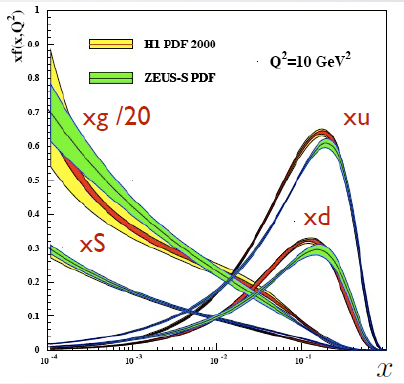 xf(x,Q²)
1
0.9
0.8
0.7
0.6
0.5
0.4
0.3
0.2
0.1
0
H1 PDF 2000
ZEUS-S PDF
Q²=10 GeV²
xg /20
xu
xd
xS
10⁻⁴
10⁻³
10⁻²
10⁻¹
x